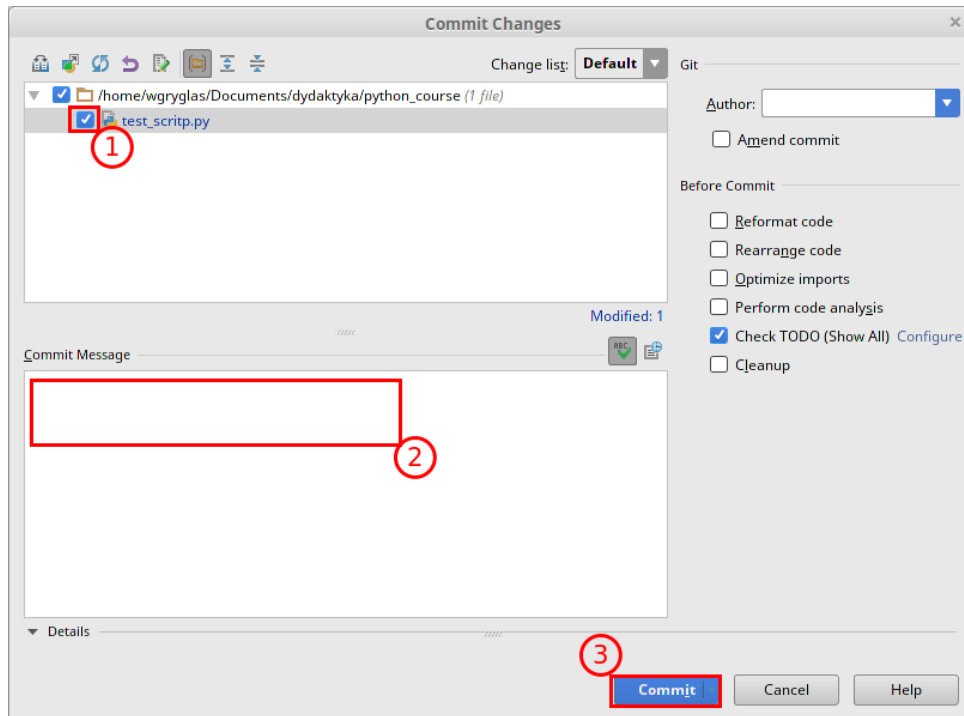 Commit Changes
Change list: Default
Git
/home/wgryglas/Documents/dydaktyka/python_course (1 file)
test_scritp.py
1
Author:
Amend commit
Before Commit
Reformat code
Rearrange code
Optimize imports
Perform code analysis
Check TODO (Show All) Configure
Cleanup
Modified: 1
Commit Message
ABC
2
Details
3
Commit
Cancel
Help